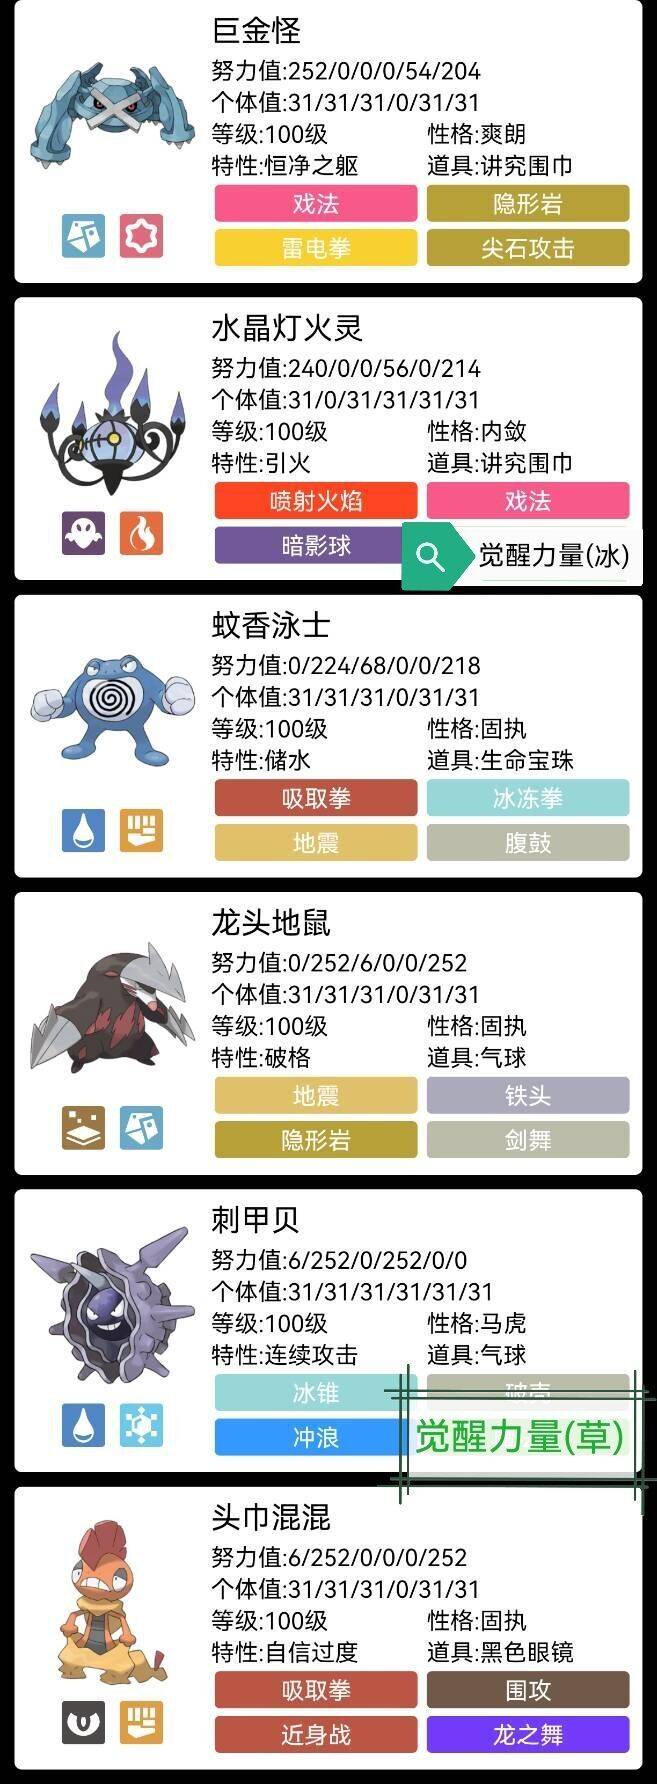 巨金怪
努力值:252/0/0/0/54/204
个体值:31/31/31/0/31/31
等级:100级 性格:爽朗
特性:恒净之躯 道具:讲究围巾
戏法 隐形岩
雷电拳 尖石攻击
水晶灯火灵
努力值:240/0/0/56/0/214
个体值:31/0/31/31/31/31
等级:100级 性格:内敛
特性:引火 道具:讲究围巾
喷射火焰 戏法
暗影球 觉醒力量(冰)
蚊香泳士
努力值:0/224/68/0/0/218
个体值:31/31/31/0/31/31
等级:100级 性格:固执
特性:储水 道具:生命宝珠
吸取拳 冰冻拳
地震 腹鼓
龙头地鼠
努力值:0/252/6/0/0/252
个体值:31/31/31/0/31/31
等级:100级 性格:固执
特性:破格 道具:气球
地震 铁头
隐形岩 剑舞
刺甲贝
努力值:6/252/0/252/0/0
个体值:31/31/31/31/31/31
等级:100级 性格:马虎
特性:连续攻击 道具:气球
冰锥 破壳
冲浪 觉醒力量(草)
头巾混混
努力值:6/252/0/0/0/252
个体值:31/31/31/0/31/31
等级:100级 性格:固执
特性:自信过度 道具:黑色眼镜
吸取拳 围攻
近身战 龙之舞